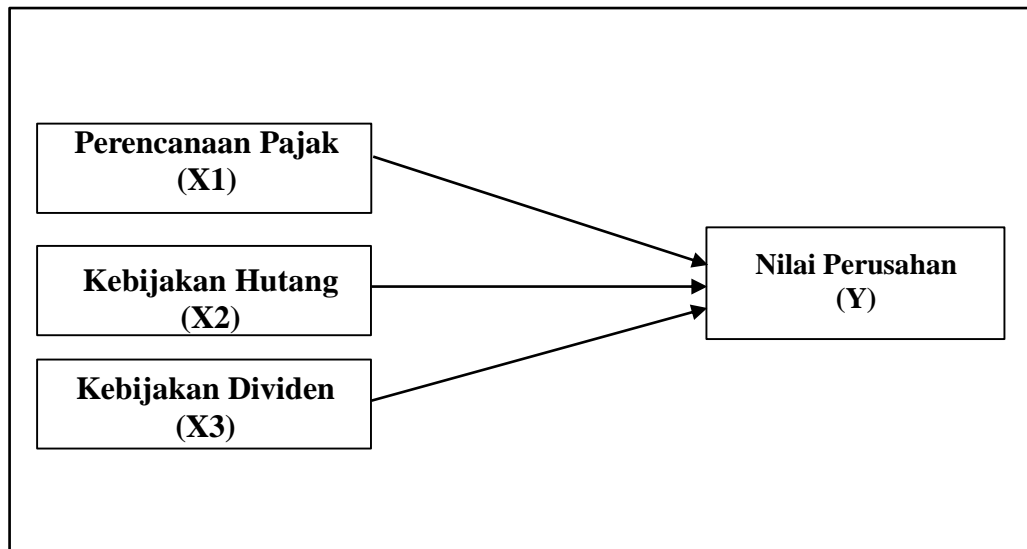 Perencanaan Pajak
(X1)
Kebijakan Hutang
(X2)
Kebijakan Dividen
(X3)
Nilai Perusahan
(Y)